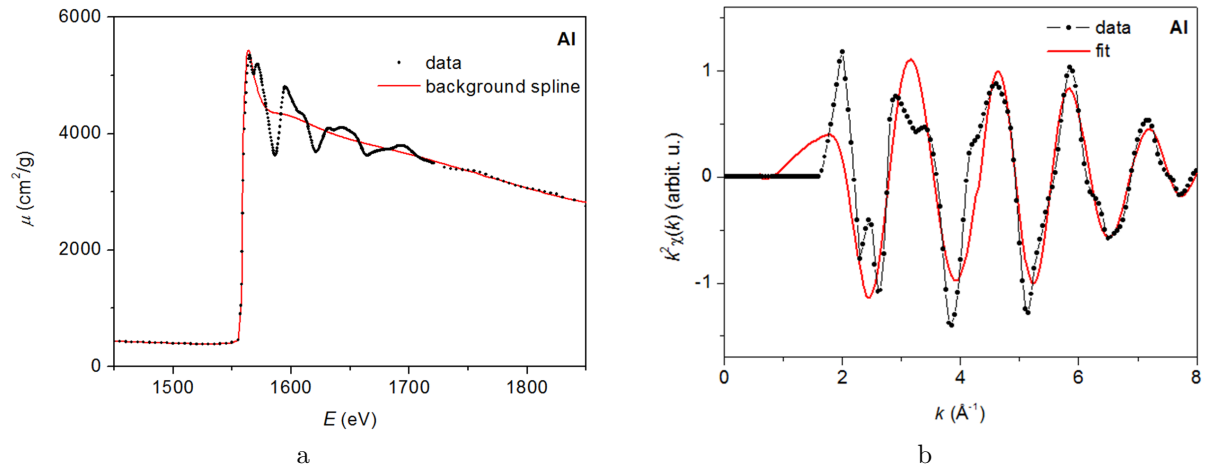 6000
4000
2000
0
μ (cm²/g)
Al
data
background spline
1500
1600
1700
1800
E (eV)
a
1
0
-1
k²χ(k) (arbit. u.)
data
Al
fit
0
2
4
6
8
k (Å⁻¹)
b